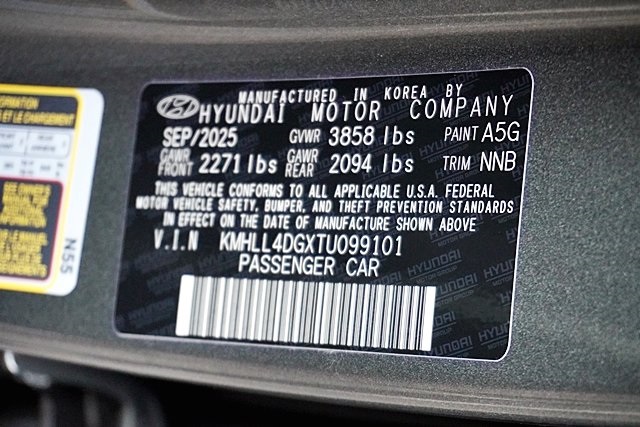 MANUFACTURED IN KOREA BY
HYUNDAI MOTOR COMPANY
SEP/2025 GVWR 3858 lbs PAINT A5G
GAWR FRONT 2271 lbs GAWR REAR 2094 lbs TRIM NNB
THIS VEHICLE CONFORMS TO ALL APPLICABLE U.S.A. FEDERAL
MOTOR VEHICLE SAFETY, BUMPER, AND THEFT PREVENTION STANDARDS
IN EFFECT ON THE DATE OF MANUFACTURE SHOWN ABOVE
V.I.N KMHLL4DGXTU099101
PASSENGER CAR
N55